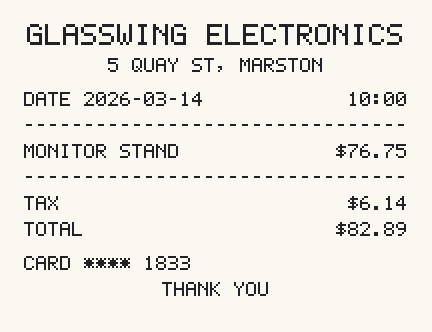 GLASSWING ELECTRONICS
5 QUAY ST, MARSTON
DATE 2026-03-14 10:00
--------------------------------
MONITOR STAND $76.75
--------------------------------
TAX $6.14
TOTAL $82.89
CARD **** 1833
THANK YOU